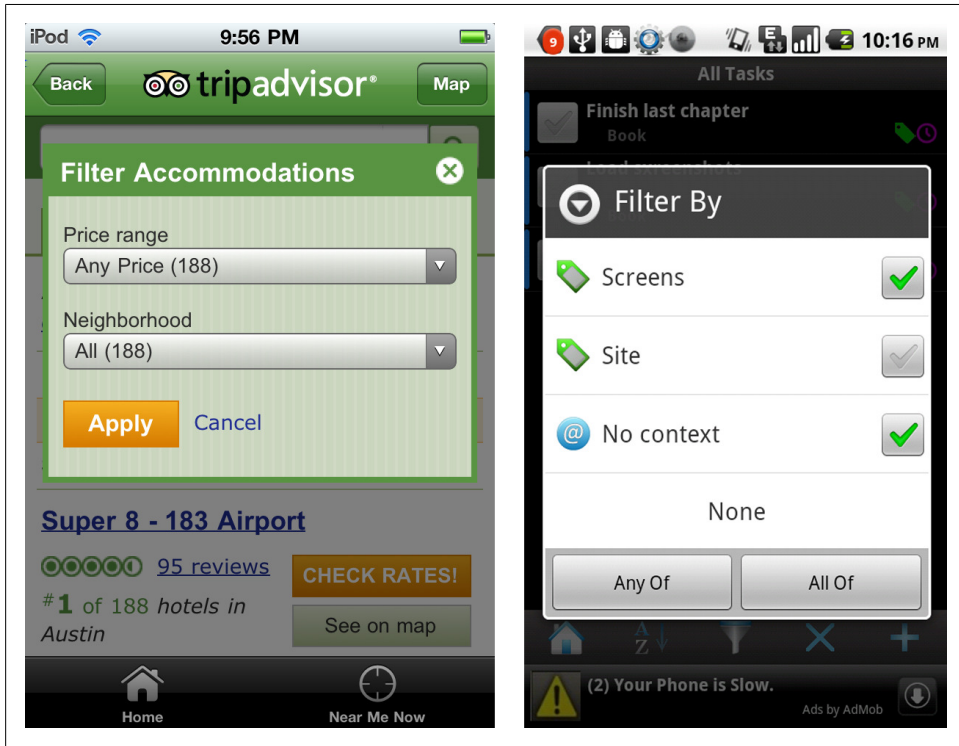 iPod
9:56 PM
Back
tripadvisor®
Map
Filter Accommodations
Price range
Any Price (188)
Neighborhood
All (188)
Apply
Cancel
Super 8 - 183 Airport
95 reviews
CHECK RATES!
#1 of 188 hotels in
Austin
See on map
Home
Near Me Now
9
10:16 PM
All Tasks
Finish last chapter
Book
Load sxreenshots
Filter By
Screens
Site
@ No context
None
Any Of
All Of
A
Z
(2) Your Phone is Slow.
Ads by AdMob